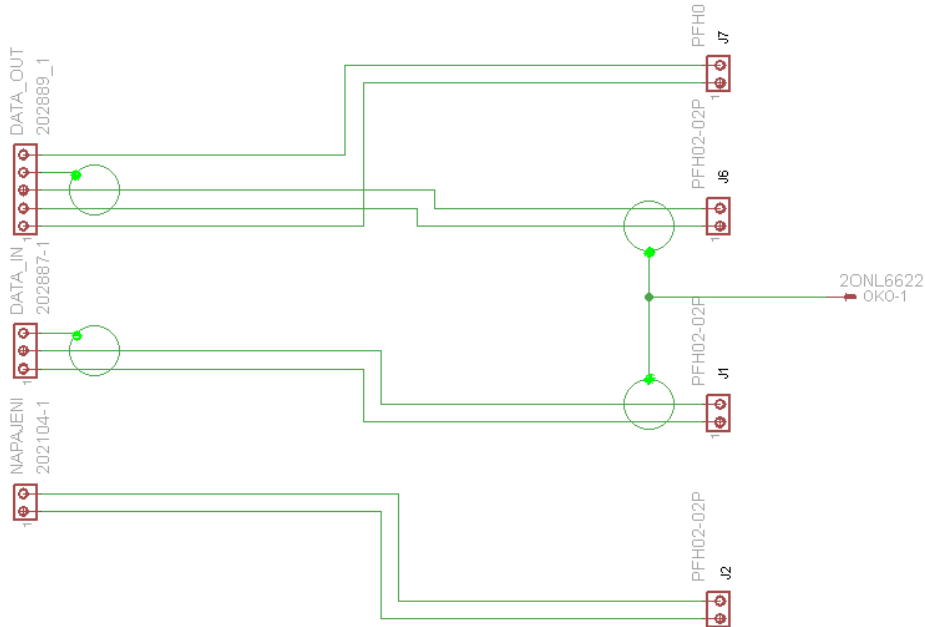 DATA_OUT
202889_1
1
DATA_IN
202887-1
1
NAPAJENI
202104-1
1
PFH0
J7
1
PFH02-02P
J6
1
2ONL6622
OKO-1
PFH02-02P
J1
1
PFH02-02P
J2